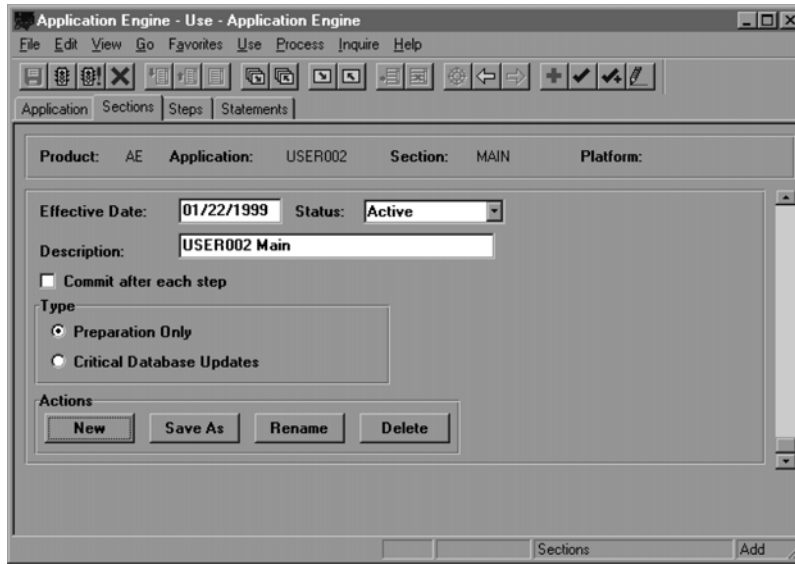 Application Engine - Use - Application Engine
File Edit View Go Favorites Use Process Inquire Help
Application Sections Steps Statements
Product: AE Application: USER002 Section: MAIN Platform:
Effective Date: 01/22/1999 Status: Active
Description: USER002 Main
Commit after each step
Type
Preparation Only
Critical Database Updates
Actions
New Save As Rename Delete
Sections Add